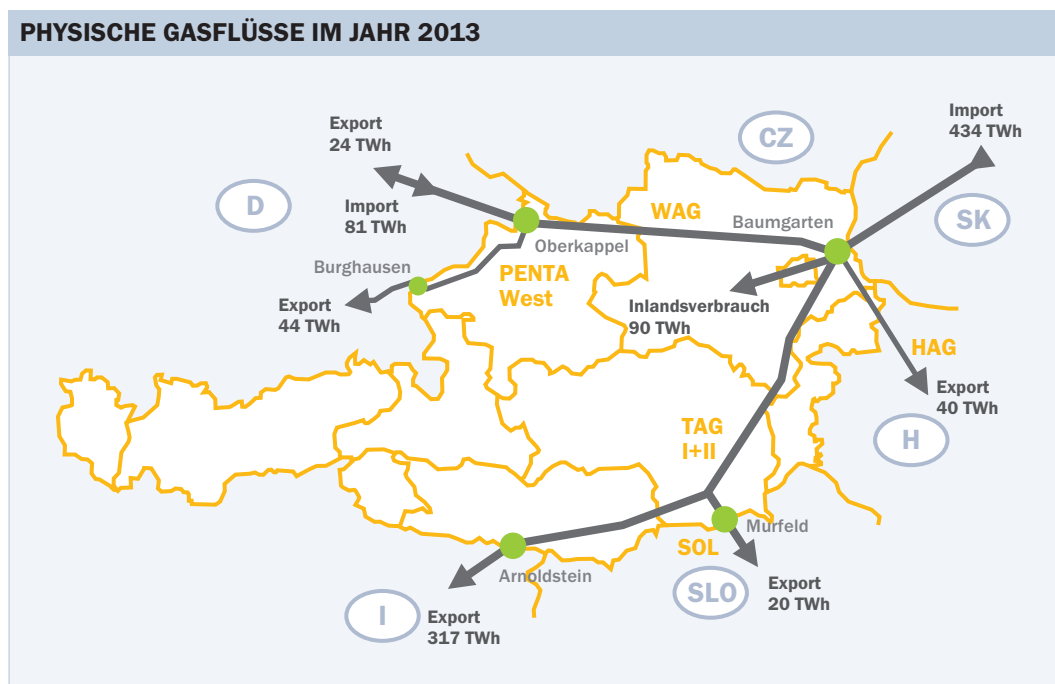 PHYSISCHE GASFLÜSSE IM JAHR 2013
Export
24 TWh
CZ
Import
434 TWh
D
Import
81 TWh
WAG
Baumgarten
SK
Oberkappel
Burghausen
PENTA
West
Export
44 TWh
Inlandsverbrauch
90 TWh
HAG
Export
40 TWh
TAG
I+II
H
Murfeld
SOL
Arnoldstein
Export
20 TWh
SLO
I
Export
317 TWh